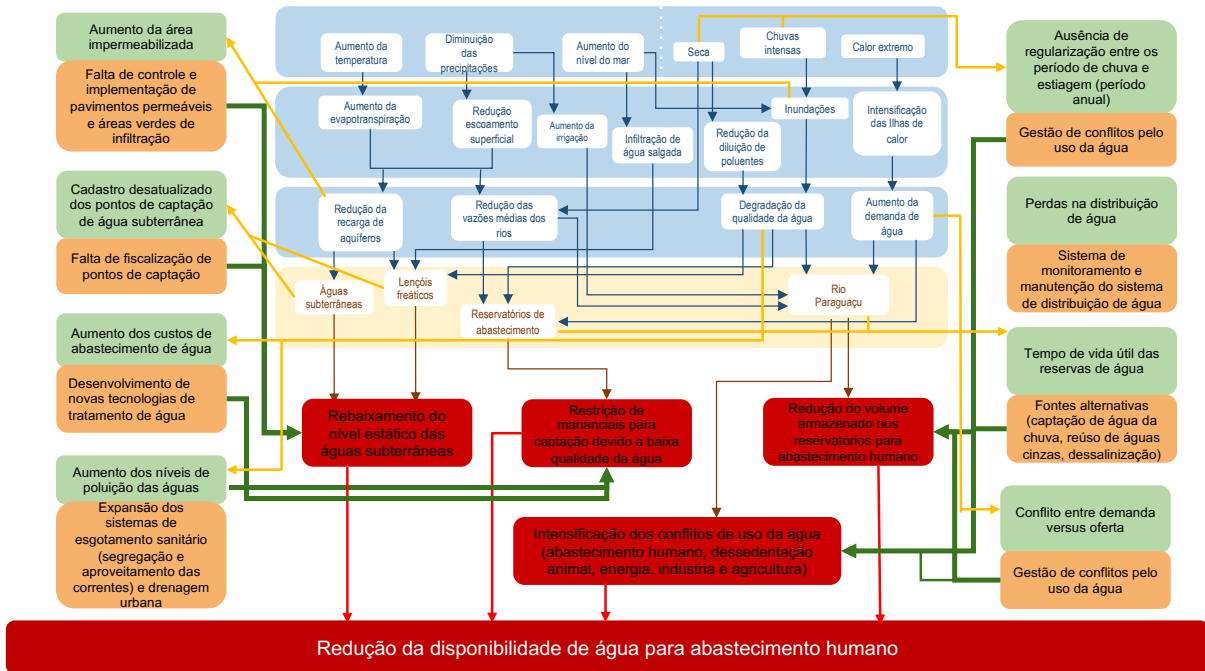 Aumento da área
impermeabilizada
Falta de controle e
implementação de
pavimentos permeáveis
e áreas verdes de
infiltração
Cadastro desatualizado
dos pontos de captação
de água subterrânea
Falta de fiscalização de
pontos de captação
Aumento dos custos de
abastecimento de água
Desenvolvimento de
novas tecnologias de
tratamento de água
Aumento dos níveis de
poluição das águas
Expansão dos
sistemas de
esgotamento sanitário
(segregação e
aproveitamento das
correntes) e drenagem
urbana
Aumento da
temperatura
Diminuição
das
precipitações
Aumento do
nível do mar
Seca
Chuvas
intensas
Calor extremo
Aumento da
evapotranspiração
Redução
escoamento
superficial
Aumento da
irrigação
Infiltração de
água salgada
Redução da
diluição de
poluentes
Inundações
Intensificação
das Ilhas de
calor
Redução da
recarga de
aquíferos
Redução das
vazões médias dos
rios
Degradação da
qualidade da água
Aumento da
demanda de
água
Águas
subterrâneas
Lençóis
freáticos
Reservatórios de
abastecimento
Rio
Paraguaçu
Rebaixamento do
nível estático das
águas subterrâneas
Restrição de
mananciais para
captação devido a baixa
qualidade da água
Redução do volume
armazenado nos
reservatórios para
abastecimento humano
Intensificação dos conflitos de uso da água
(abastecimento humano, dessedentação
animal, energia, indústria e agricultura)
Ausência de
regularização entre os
período de chuva e
estiagem (período
anual)
Gestão de conflitos pelo
uso da água
Perdas na distribuição
de água
Sistema de
monitoramento e
manutenção do sistema
de distribuição de água
Tempo de vida útil das
reservas de água
Fontes alternativas
(captação de água da
chuva, reúso de águas
cinzas, dessalinização)
Conflito entre demanda
versus oferta
Gestão de conflitos pelo
uso da água
Redução da disponibilidade de água para abastecimento humano